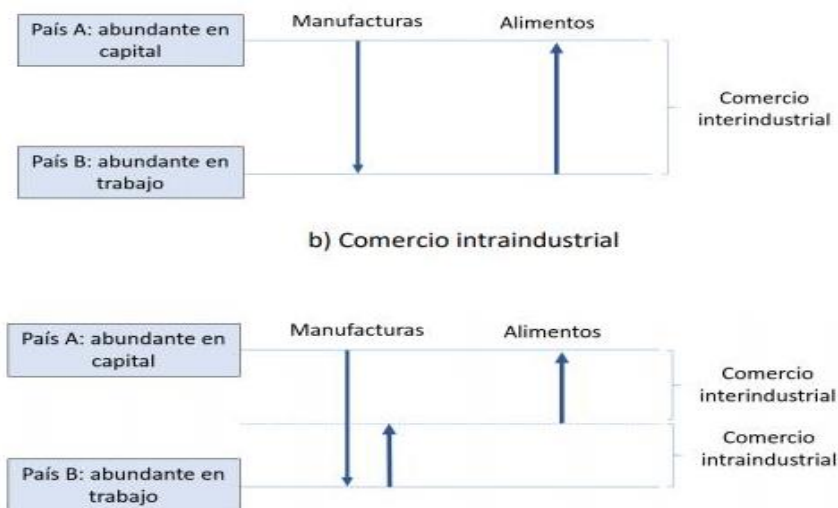 Manufacturas
Alimentos
País A: abundante en
capital
Comercio
interindustrial
País B: abundante en
trabajo
b) Comercio intraindustrial
Manufacturas
Alimentos
País A: abundante en
capital
Comercio
interindustrial
Comercio
intraindustrial
País B: abundante en
trabajo